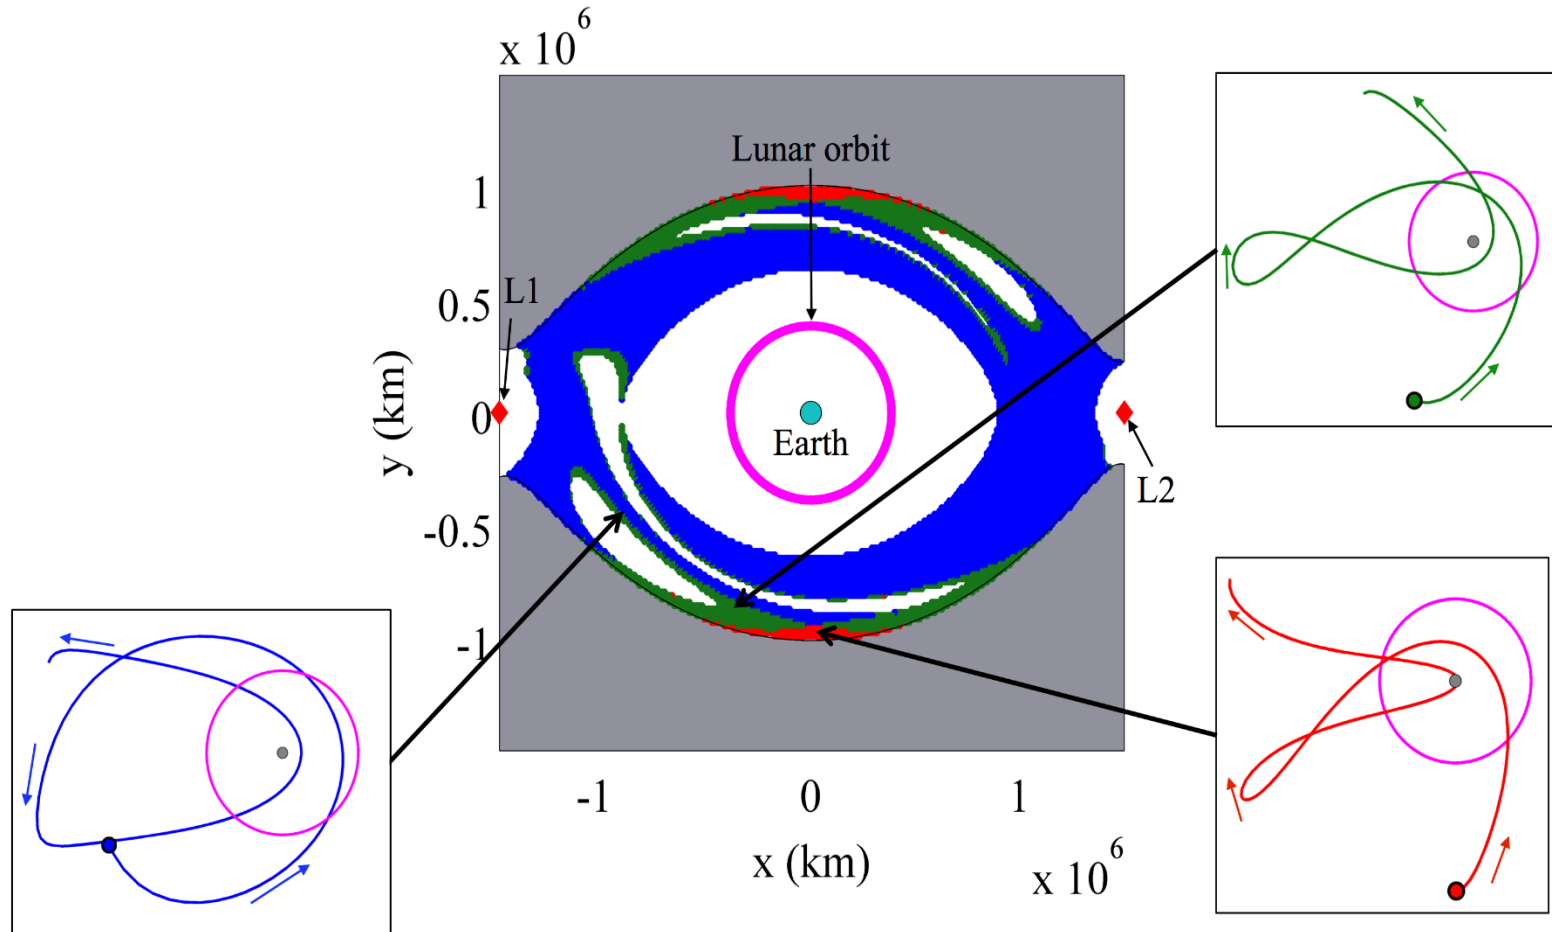 x 10^6
Lunar orbit
1
0.5
L1
0
y (km)
Earth
L2
-0.5
-1
-1 0 1
x (km)
x 10^6